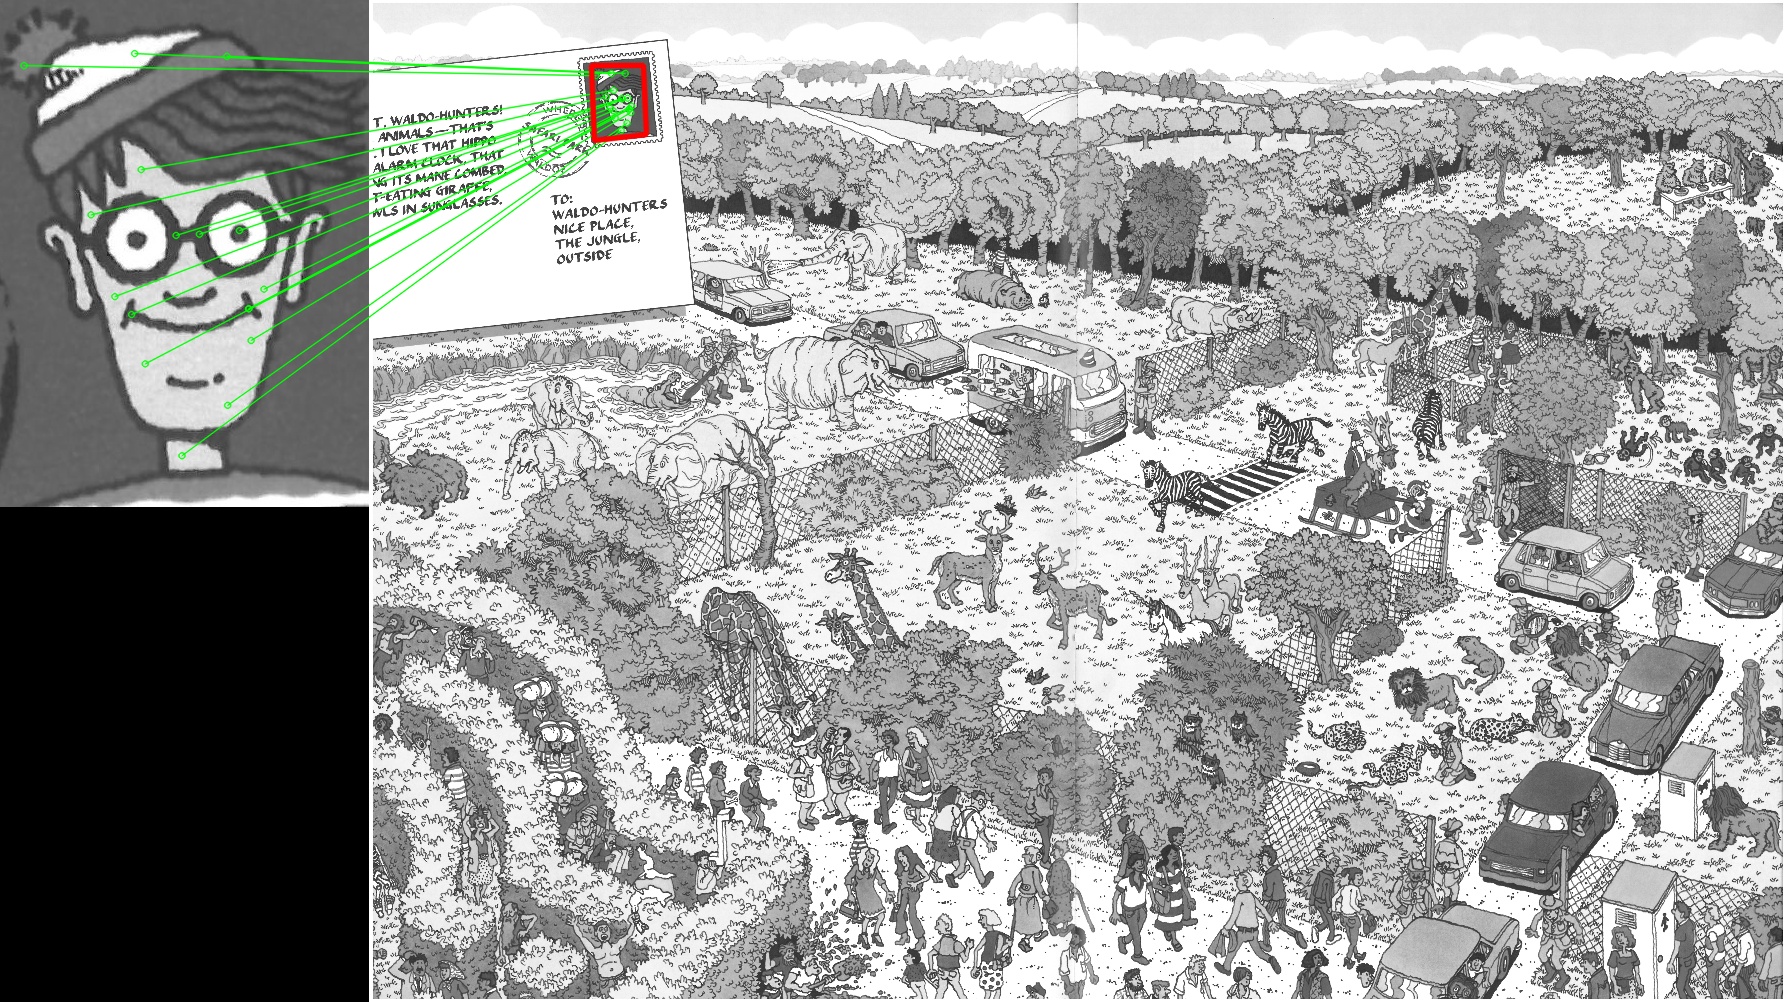 T, WALDO-HUNTERS!
ANIMALS—THAT'S
. I LOVE THAT HIPPO
ALARM CLOCK, THAT
NG ITS MANE COMBED,
T-EATING GIRAFFE,
WLS IN SUNGLASSES.
TO:
WALDO-HUNTERS
NICE PLACE,
THE JUNGLE,
OUTSIDE